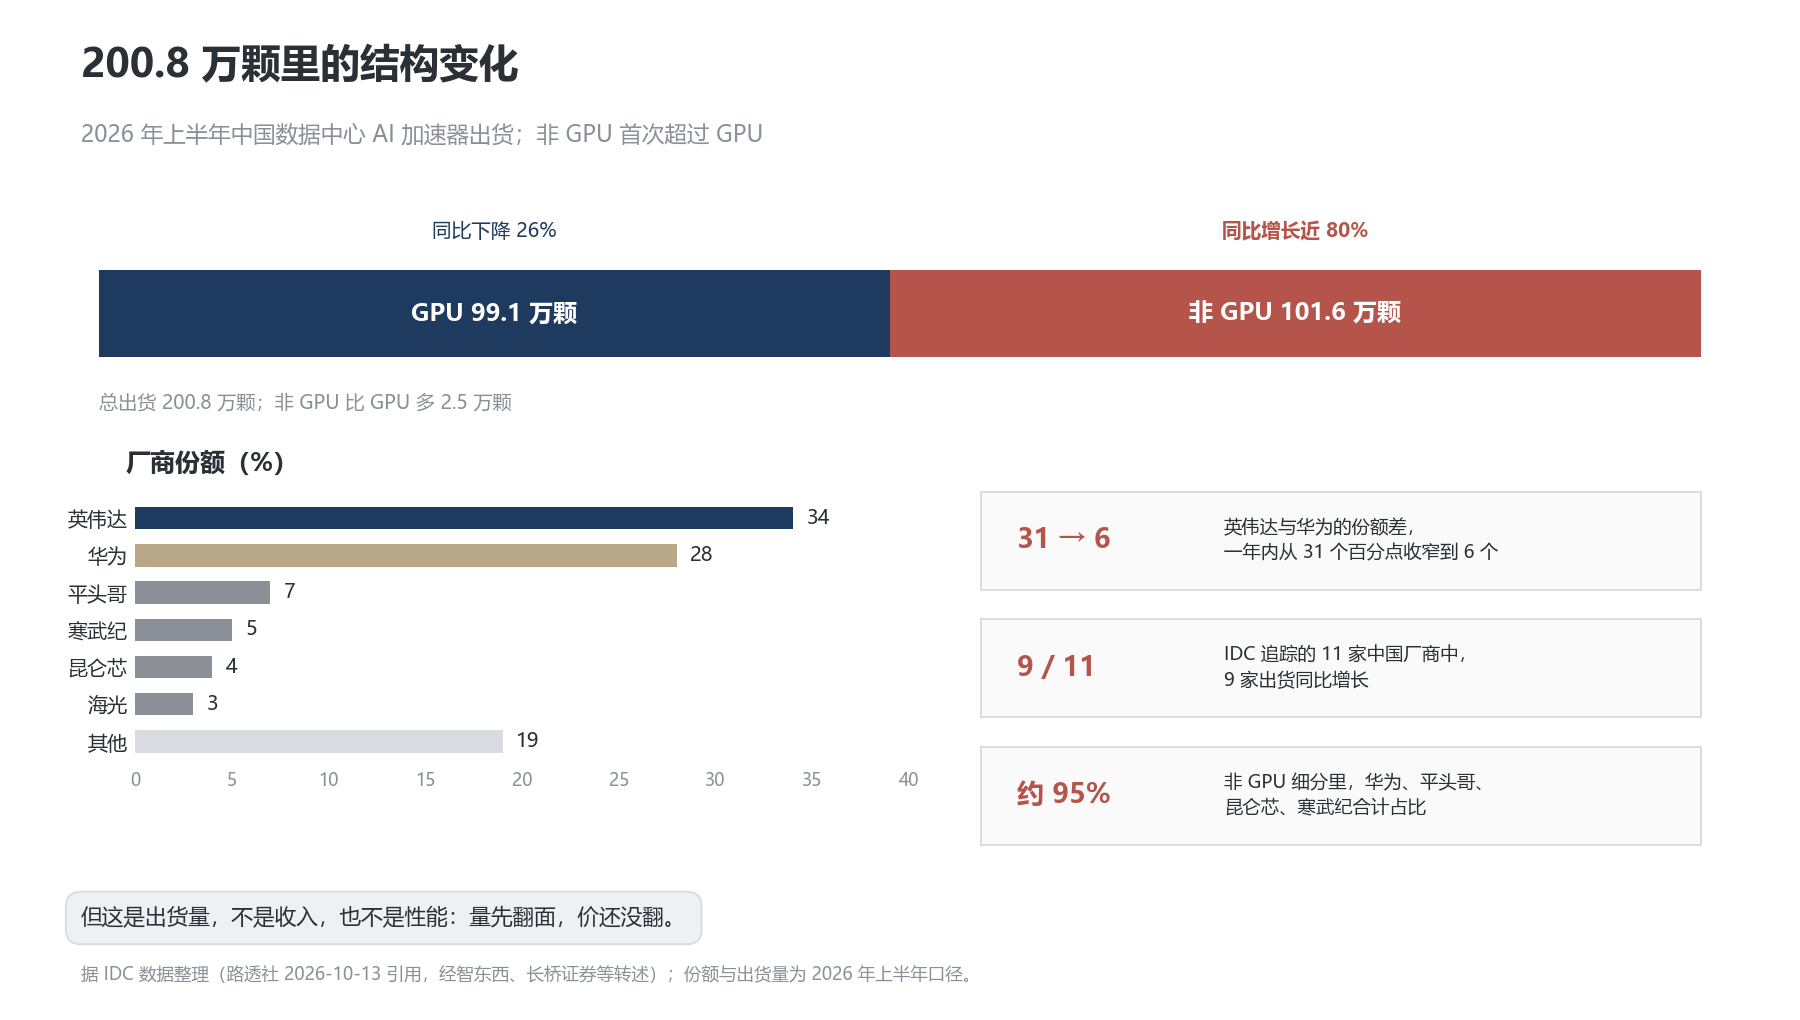 200.8 万颗里的结构变化
2026 年上半年中国数据中心 AI 加速器出货；非 GPU 首次超过 GPU
同比下降 26%
同比增长近 80%
GPU 99.1 万颗
非 GPU 101.6 万颗
总出货 200.8 万颗；非 GPU 比 GPU 多 2.5 万颗
厂商份额（%）
英伟达 34
华为 28
平头哥 7
寒武纪 5
昆仑芯 4
海光 3
其他 19
0 5 10 15 20 25 30 35 40
31 → 6
英伟达与华为的份额差，
一年内从 31 个百分点收窄到 6 个
9 / 11
IDC 追踪的 11 家中国厂商中，
9 家出货同比增长
约 95%
非 GPU 细分里，华为、平头哥、
昆仑芯、寒武纪合计占比
但这是出货量，不是收入，也不是性能：量先翻面，价还没翻。
据 IDC 数据整理（路透社 2026-10-13 引用，经智东西、长桥证券等转述）；份额与出货量为 2026 年上半年口径。